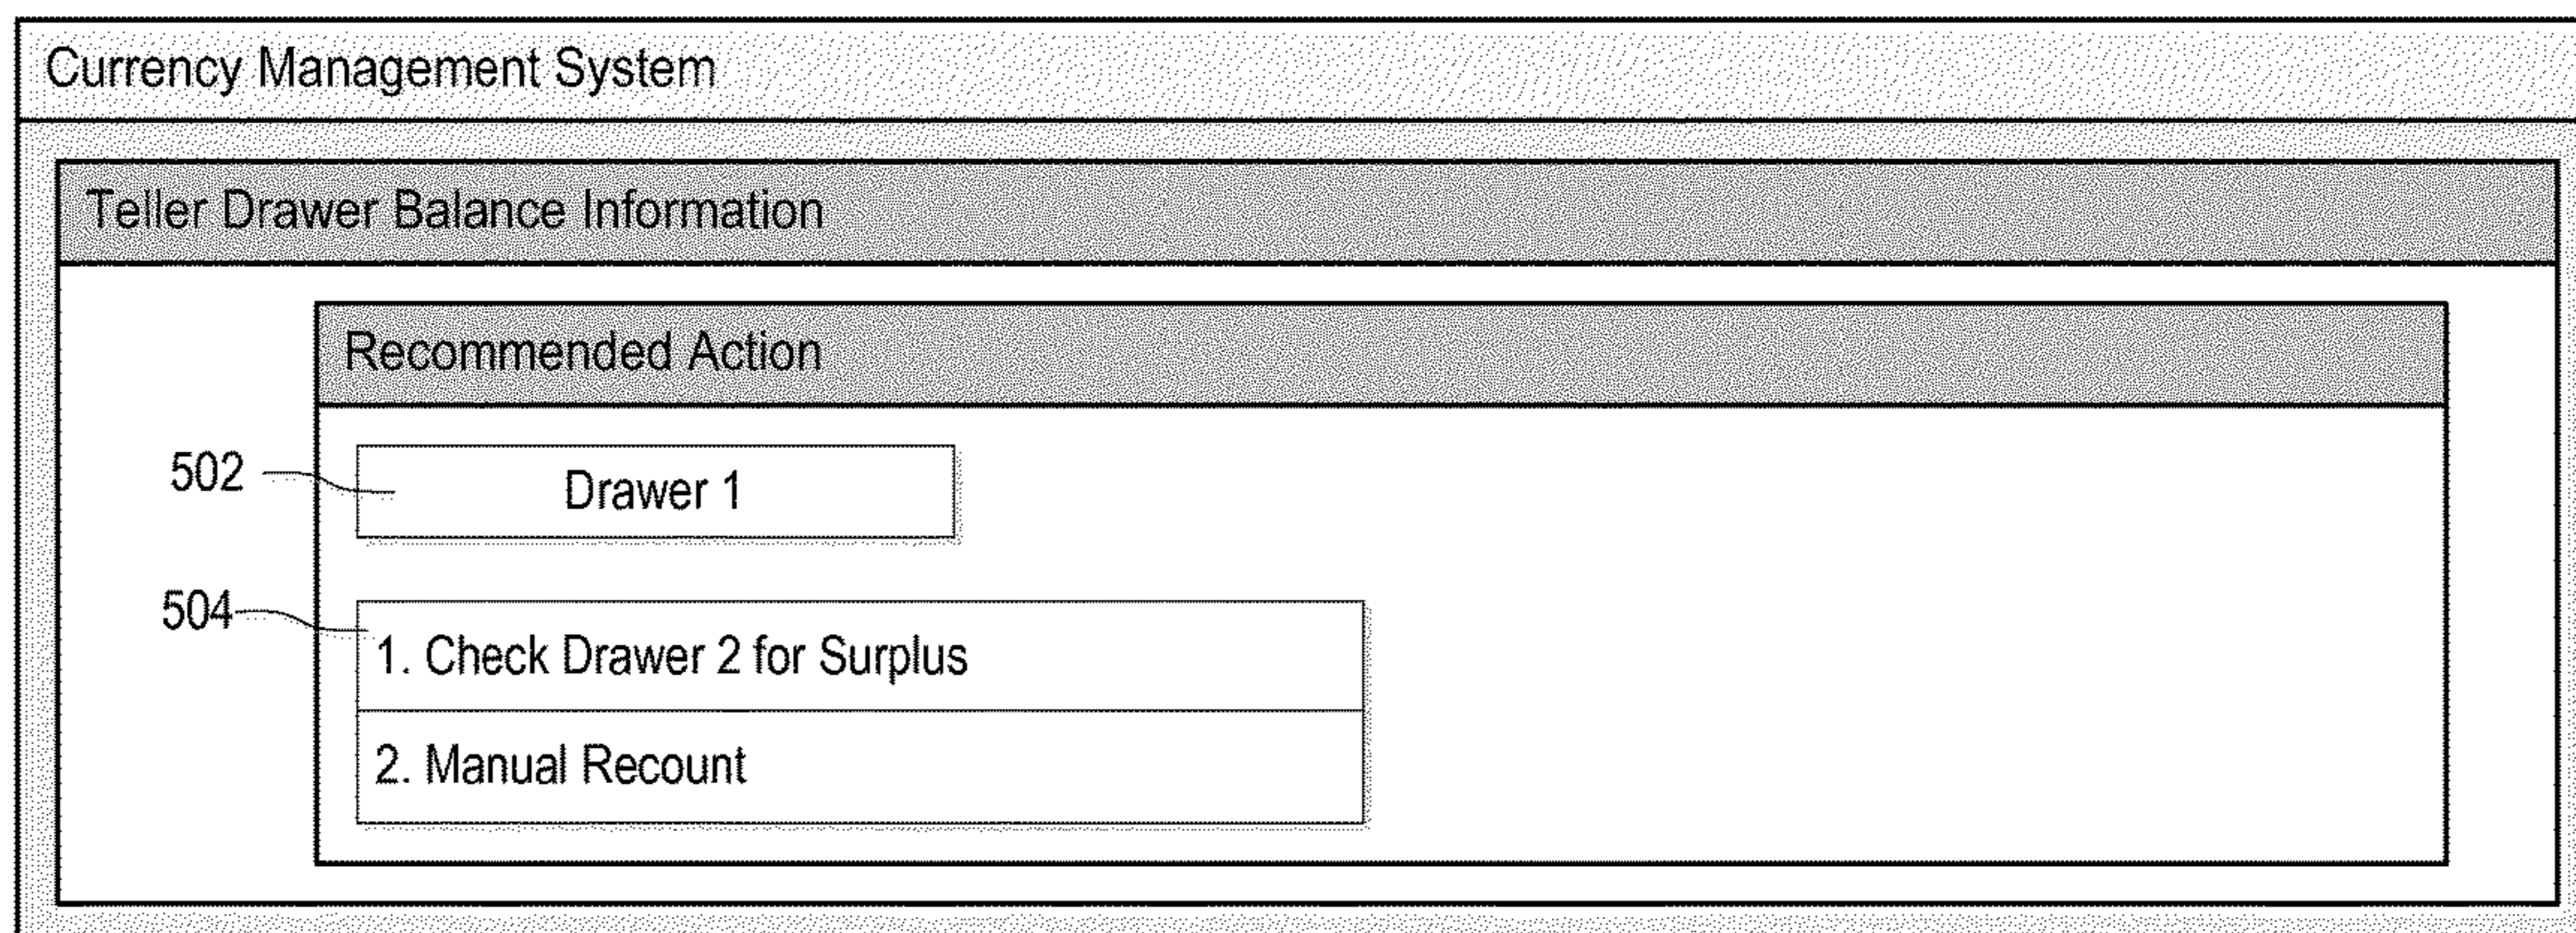 Currency Management System
Teller Drawer Balance Information
Recommended Action
502
Drawer 1
504
1. Check Drawer 2 for Surplus
2. Manual Recount